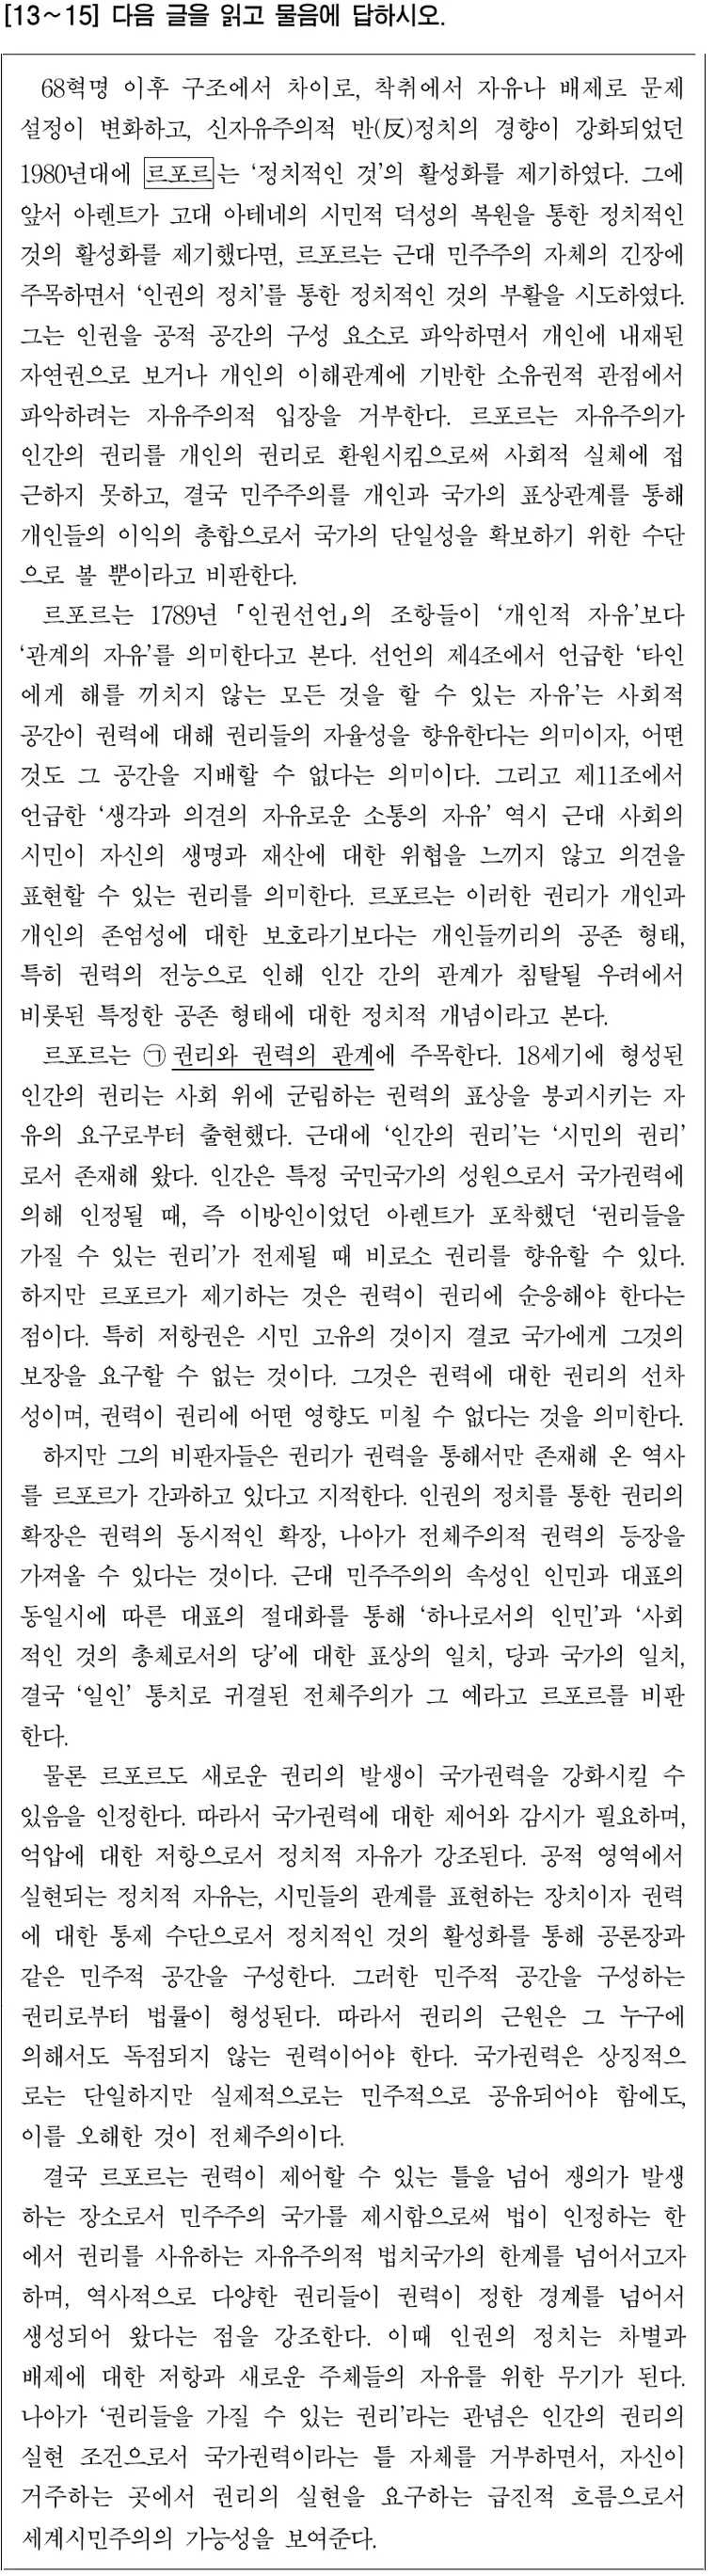 [13～15] 다음 글을 읽고 물음에 답하시오.
68혁명 이후 구조에서 차이로, 착취에서 자유나 배제로 문제
설정이 변화하고, 신자유주의적 반(反)정치의 경향이 강화되었던
1980년대에 르포르는 ‘정치적인 것’의 활성화를 제기하였다. 그에
앞서 아렌트가 고대 아테네의 시민적 덕성의 복원을 통한 정치적인
것의 활성화를 제기했다면, 르포르는 근대 민주주의 자체의 긴장에
주목하면서 ‘인권의 정치’를 통한 정치적인 것의 부활을 시도하였다.
그는 인권을 공적 공간의 구성 요소로 파악하면서 개인에 내재된
자연권으로 보거나 개인의 이해관계에 기반한 소유권적 관점에서
파악하려는 자유주의적 입장을 거부한다. 르포르는 자유주의가
인간의 권리를 개인의 권리로 환원시킴으로써 사회적 실체에 접
근하지 못하고, 결국 민주주의를 개인과 국가의 표상관계를 통해
개인들의 이익의 총합으로서 국가의 단일성을 확보하기 위한 수단
으로 볼 뿐이라고 비판한다.
르포르는 1789년 「인권선언」의 조항들이 ‘개인적 자유’보다
‘관계의 자유’를 의미한다고 본다. 선언의 제4조에서 언급한 ‘타인
에게 해를 끼치지 않는 모든 것을 할 수 있는 자유’는 사회적
공간이 권력에 대해 권리들의 자율성을 향유한다는 의미이자, 어떤
것도 그 공간을 지배할 수 없다는 의미이다. 그리고 제11조에서
언급한 ‘생각과 의견의 자유로운 소통의 자유’ 역시 근대 사회의
시민이 자신의 생명과 재산에 대한 위협을 느끼지 않고 의견을
표현할 수 있는 권리를 의미한다. 르포르는 이러한 권리가 개인과
개인의 존엄성에 대한 보호라기보다는 개인들끼리의 공존 형태,
특히 권력의 전능으로 인해 인간 간의 관계가 침탈될 우려에서
비롯된 특정한 공존 형태에 대한 정치적 개념이라고 본다.
르포르는 ㉠권리와 권력의 관계에 주목한다. 18세기에 형성된
인간의 권리는 사회 위에 군림하는 권력의 표상을 붕괴시키는 자
유의 요구로부터 출현했다. 근대에 ‘인간의 권리’는 ‘시민의 권리’
로서 존재해 왔다. 인간은 특정 국민국가의 성원으로서 국가권력에
의해 인정될 때, 즉 이방인이었던 아렌트가 포착했던 ‘권리들을
가질 수 있는 권리’가 전제될 때 비로소 권리를 향유할 수 있다.
하지만 르포르가 제기하는 것은 권력이 권리에 순응해야 한다는
점이다. 특히 저항권은 시민 고유의 것이지 결코 국가에게 그것의
보장을 요구할 수 없는 것이다. 그것은 권력에 대한 권리의 선차
성이며, 권력이 권리에 어떤 영향도 미칠 수 없다는 것을 의미한다.
하지만 그의 비판자들은 권리가 권력을 통해서만 존재해 온 역사
를 르포르가 간과하고 있다고 지적한다. 인권의 정치를 통한 권리의
확장은 권력의 동시적인 확장, 나아가 전체주의적 권력의 등장을
가져올 수 있다는 것이다. 근대 민주주의의 속성인 인민과 대표의
동일시에 따른 대표의 절대화를 통해 ‘하나로서의 인민’과 ‘사회
적인 것의 총체로서의 당’에 대한 표상의 일치, 당과 국가의 일치,
결국 ‘일인’ 통치로 귀결된 전체주의가 그 예라고 르포르를 비판
한다.
물론 르포르도 새로운 권리의 발생이 국가권력을 강화시킬 수
있음을 인정한다. 따라서 국가권력에 대한 제어와 감시가 필요하며,
억압에 대한 저항으로서 정치적 자유가 강조된다. 공적 영역에서
실현되는 정치적 자유는, 시민들의 관계를 표현하는 장치이자 권력
에 대한 통제 수단으로서 정치적인 것의 활성화를 통해 공론장과
같은 민주적 공간을 구성한다. 그러한 민주적 공간을 구성하는
권리로부터 법률이 형성된다. 따라서 권리의 근원은 그 누구에
의해서도 독점되지 않는 권력이어야 한다. 국가권력은 상징적으
로는 단일하지만 실제적으로는 민주적으로 공유되어야 함에도,
이를 오해한 것이 전체주의이다.
결국 르포르는 권력이 제어할 수 있는 틀을 넘어 쟁의가 발생
하는 장소로서 민주주의 국가를 제시함으로써 법이 인정하는 한
에서 권리를 사유하는 자유주의적 법치국가의 한계를 넘어서고자
하며, 역사적으로 다양한 권리들이 권력이 정한 경계를 넘어서
생성되어 왔다는 점을 강조한다. 이때 인권의 정치는 차별과
배제에 대한 저항과 새로운 주체들의 자유를 위한 무기가 된다.
나아가 ‘권리들을 가질 수 있는 권리’라는 관념은 인간의 권리의
실현 조건으로서 국가권력이라는 틀 자체를 거부하면서, 자신이
거주하는 곳에서 권리의 실현을 요구하는 급진적 흐름으로서
세계시민주의의 가능성을 보여준다.